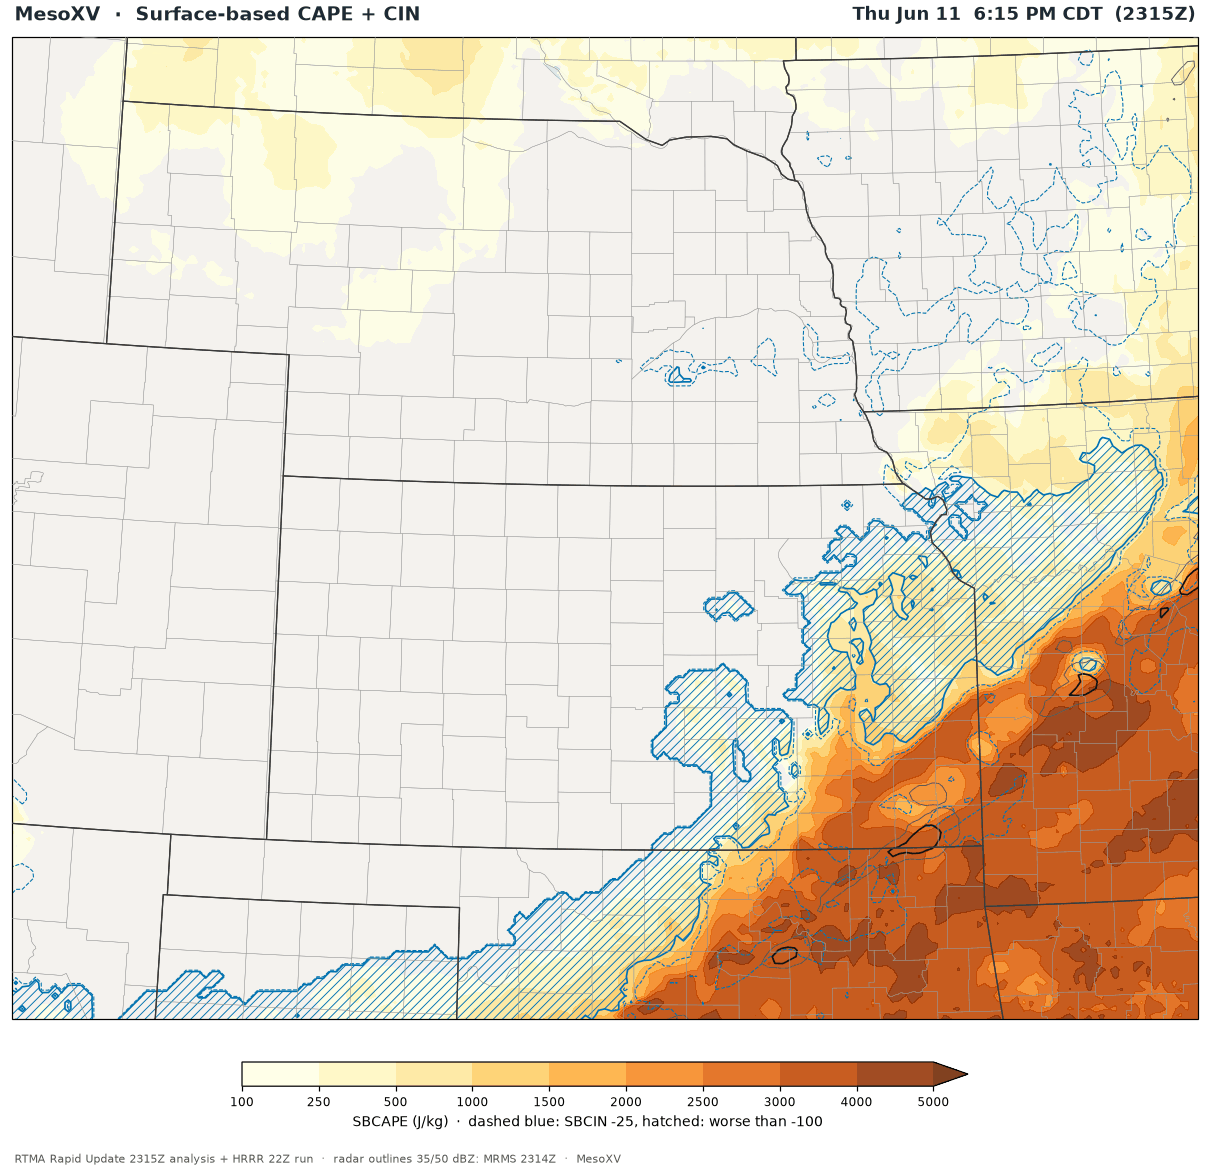 MesoXV · Surface-based CAPE + CIN
Thu Jun 11 6:15 PM CDT (2315Z)
100 250 500 1000 1500 2000 2500 3000 4000 5000
SBCAPE (J/kg) · dashed blue: SBCIN -25, hatched: worse than -100
RTMA Rapid Update 2315Z analysis + HRRR 22Z run · radar outlines 35/50 dBZ: MRMS 2314Z · MesoXV